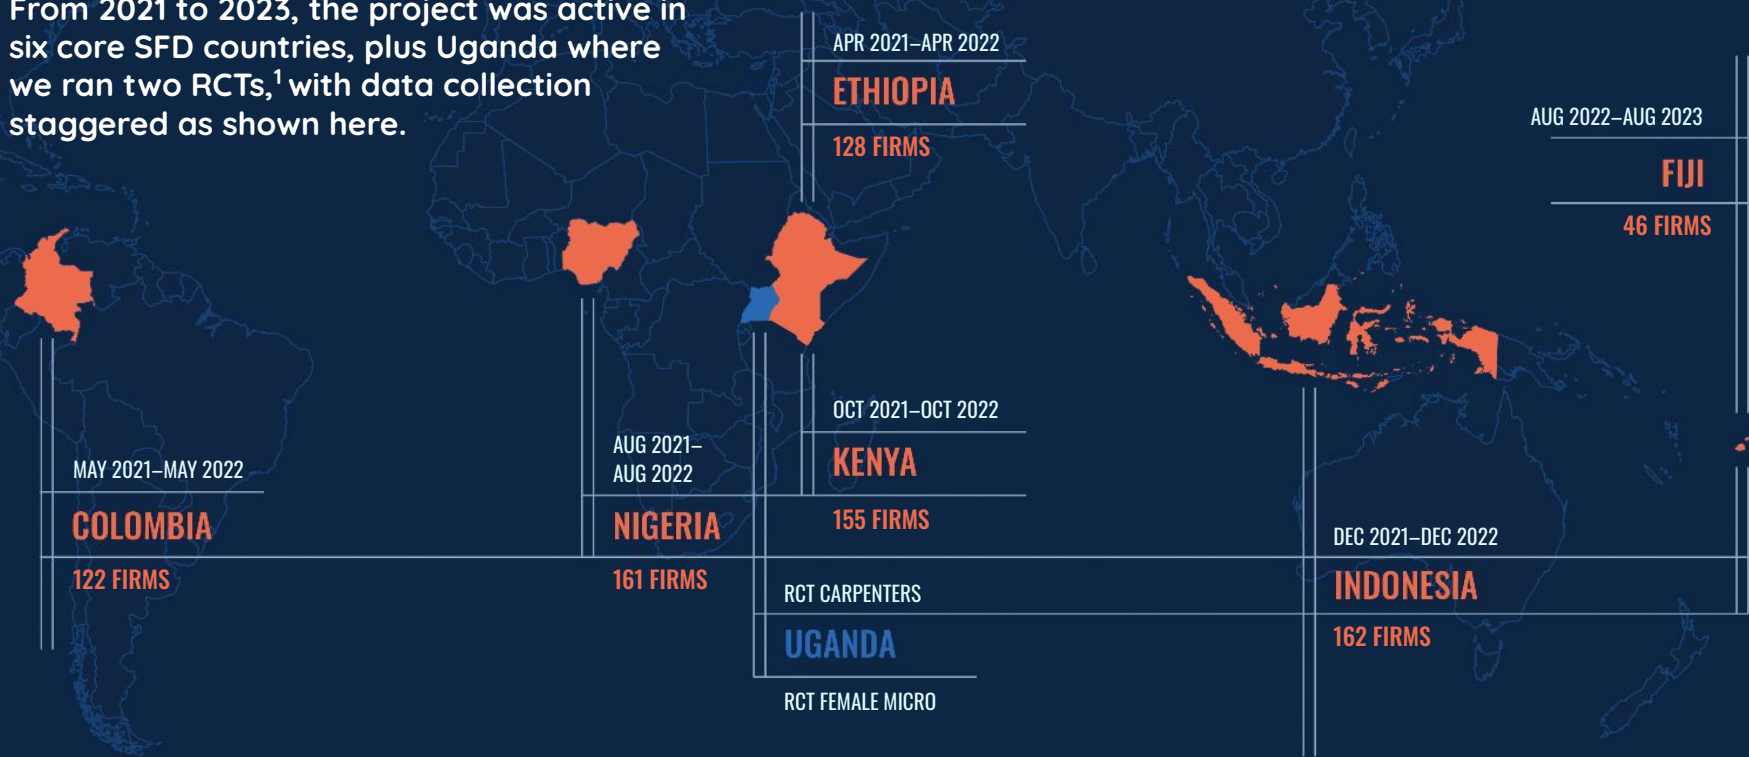 From 2021 to 2023, the project was active in
six core SFD countries, plus Uganda where
we ran two RCTs,¹ with data collection
staggered as shown here.
APR 2021–APR 2022
ETHIOPIA
128 FIRMS
AUG 2022–AUG 2023
FIJI
46 FIRMS
MAY 2021–MAY 2022
COLOMBIA
122 FIRMS
AUG 2021–
AUG 2022
NIGERIA
161 FIRMS
OCT 2021–OCT 2022
KENYA
155 FIRMS
RCT CARPENTERS
UGANDA
RCT FEMALE MICRO
DEC 2021–DEC 2022
INDONESIA
162 FIRMS